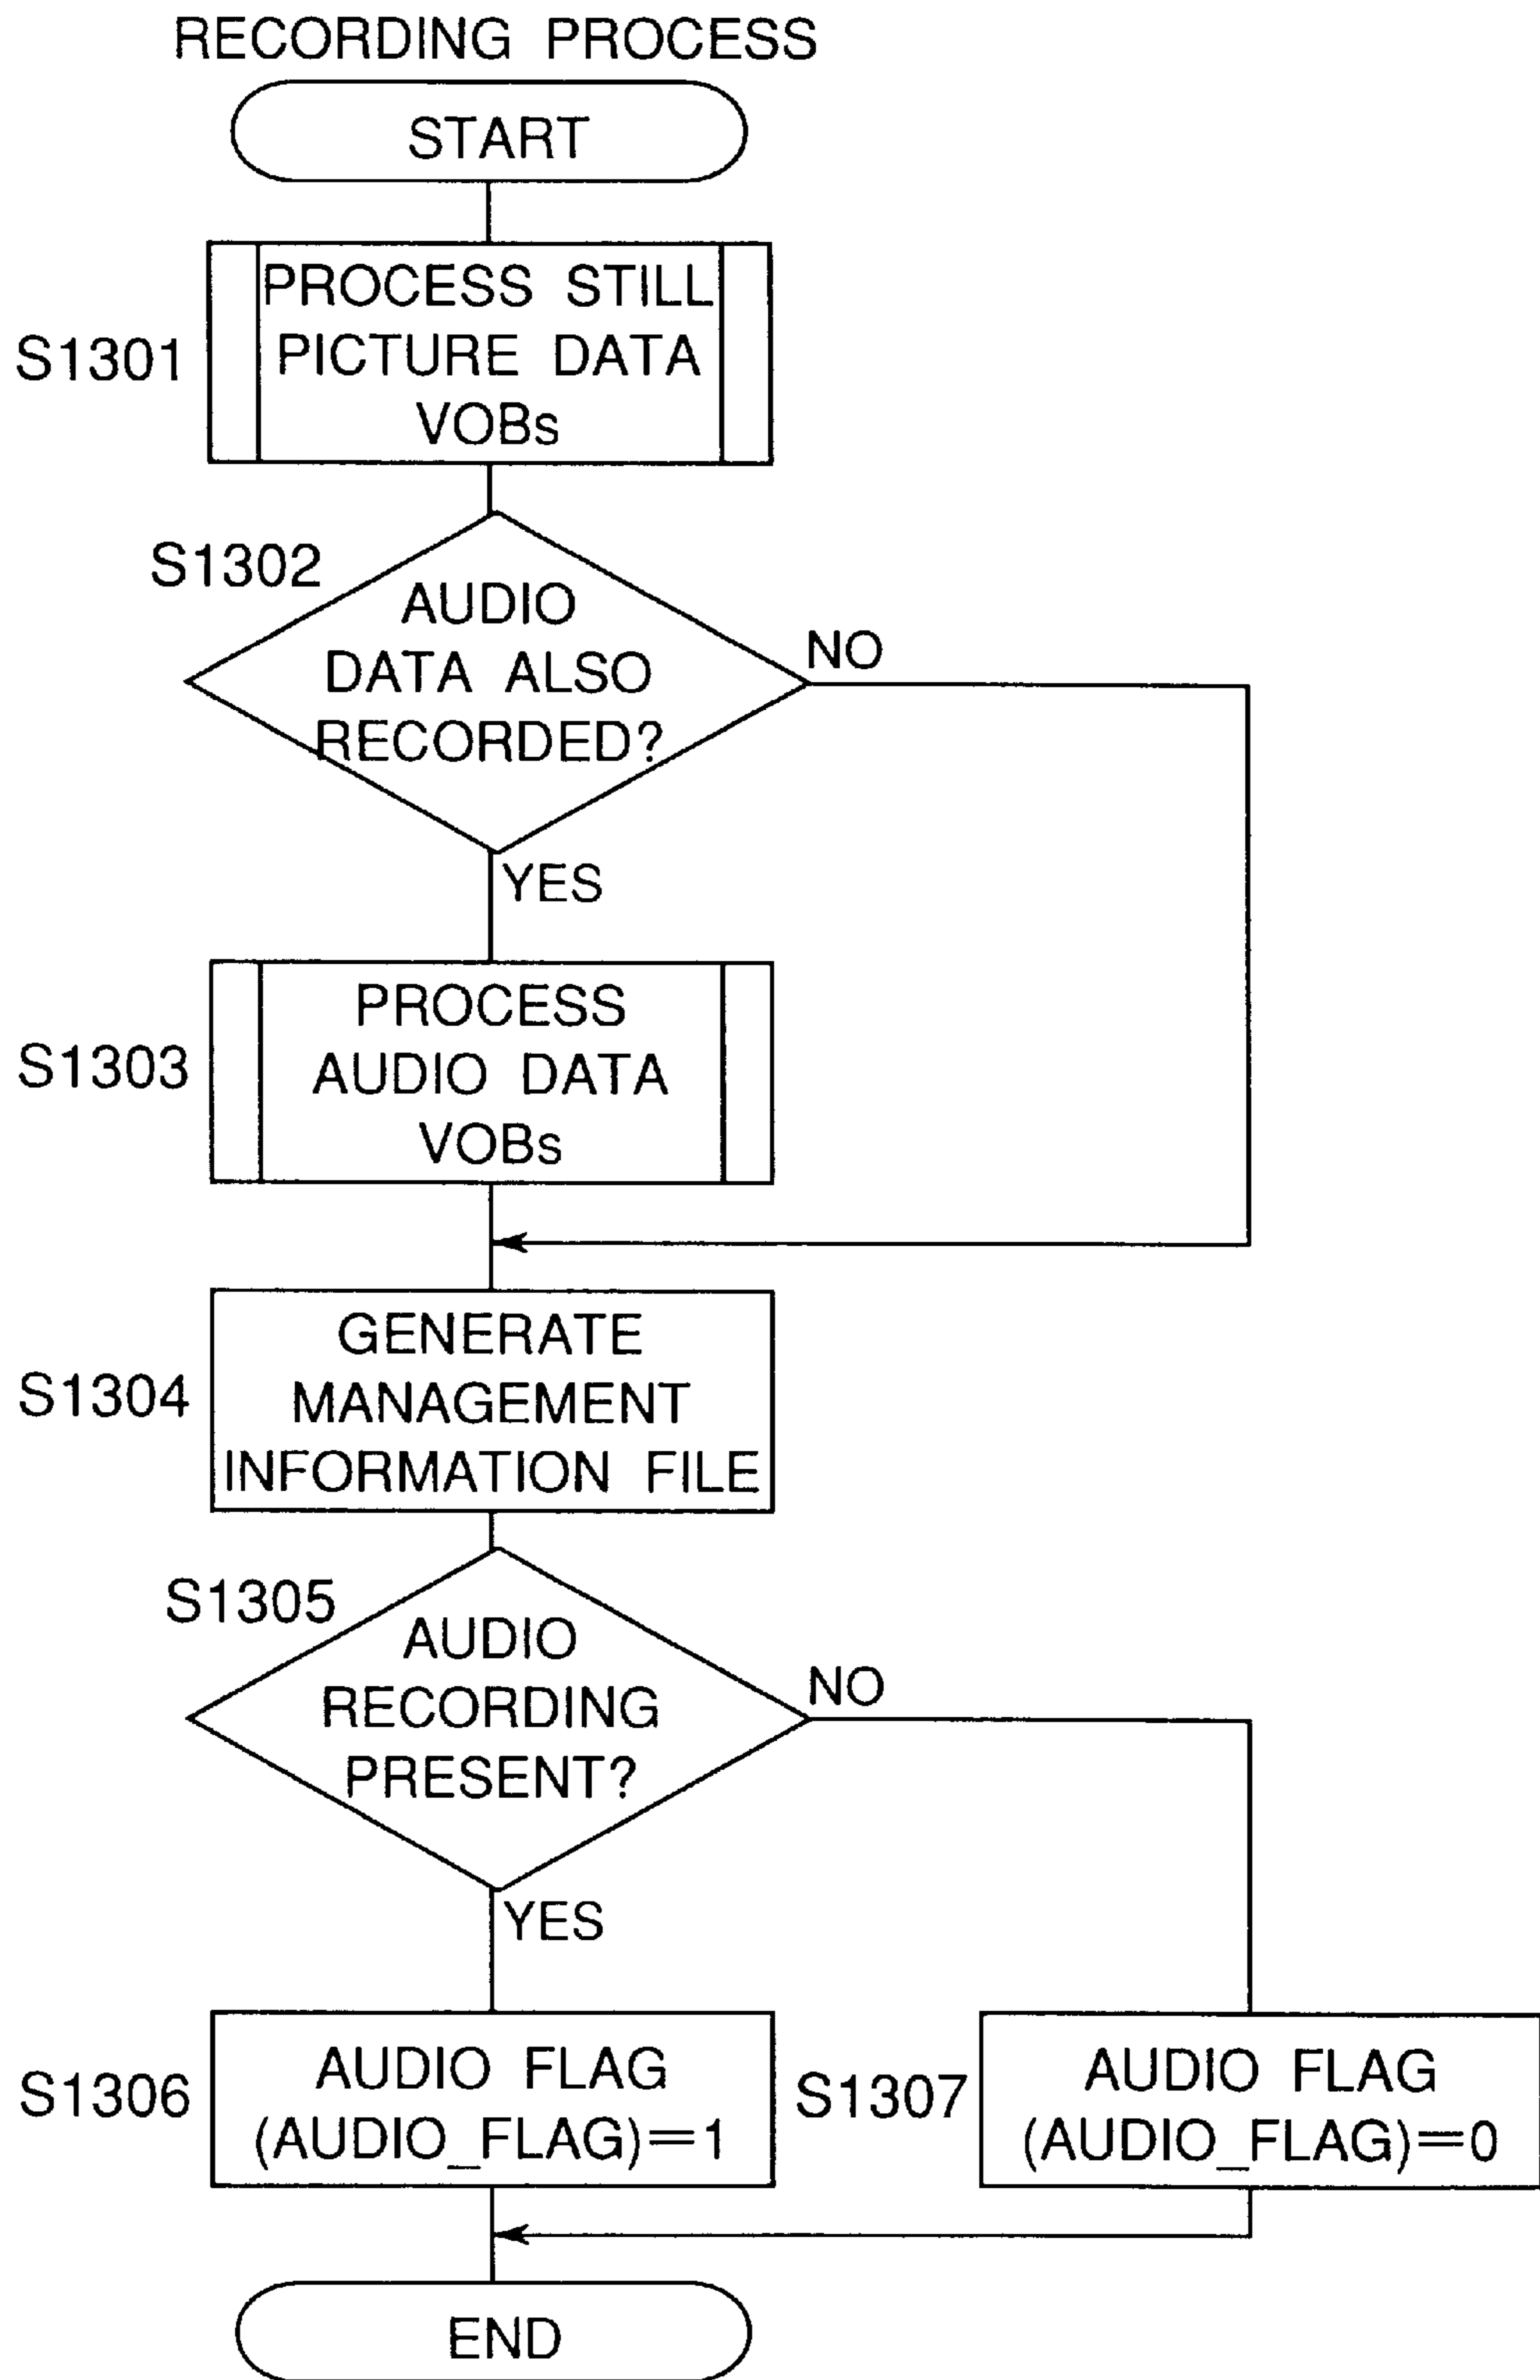 RECORDING PROCESS
START
S1301
PROCESS STILL
PICTURE DATA
VOBs
S1302
AUDIO
DATA ALSO
RECORDED?
NO
YES
S1303
PROCESS
AUDIO DATA
VOBs
S1304
GENERATE
MANAGEMENT
INFORMATION FILE
S1305
AUDIO
RECORDING
PRESENT?
NO
YES
S1306
AUDIO FLAG
(AUDIO_FLAG)=1
S1307
AUDIO FLAG
(AUDIO_FLAG)=0
END